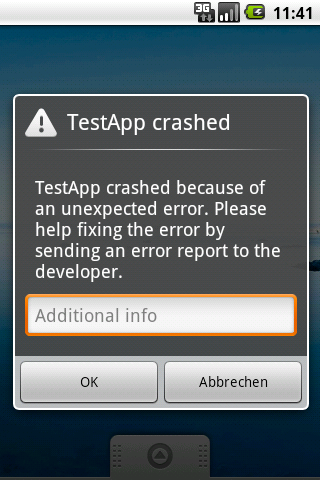 3G
11:41
TestApp crashed
TestApp crashed because of
an unexpected error. Please
help fixing the error by
sending an error report to the
developer.
Additional info
OK
Abbrechen